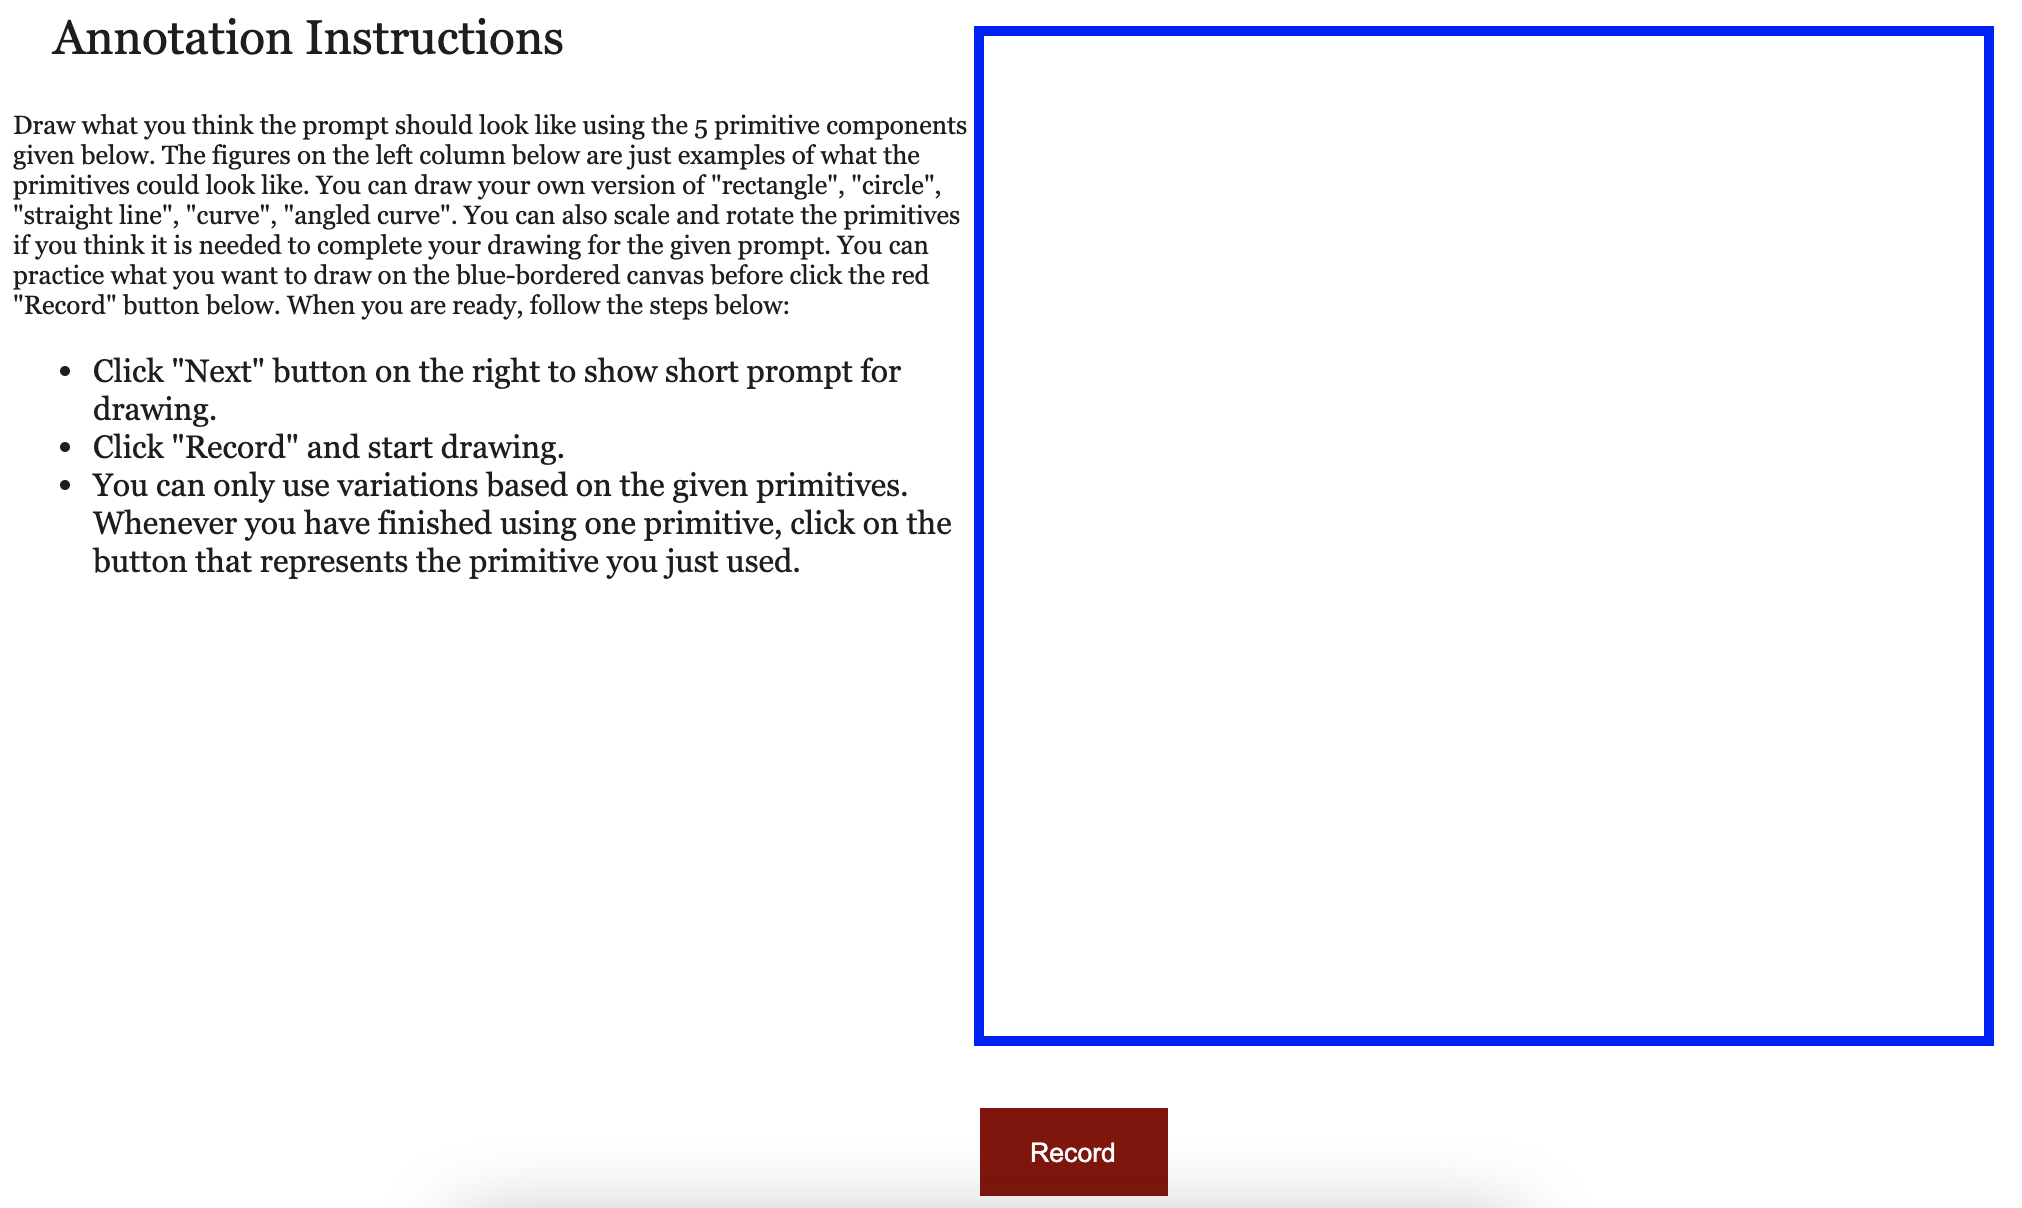 Annotation Instructions
Draw what you think the prompt should look like using the 5 primitive components
given below. The figures on the left column below are just examples of what the
primitives could look like. You can draw your own version of "rectangle", "circle",
"straight line", "curve", "angled curve". You can also scale and rotate the primitives
if you think it is needed to complete your drawing for the given prompt. You can
practice what you want to draw on the blue-bordered canvas before click the red
"Record" button below. When you are ready, follow the steps below:
• Click "Next" button on the right to show short prompt for
drawing.
• Click "Record" and start drawing.
• You can only use variations based on the given primitives.
Whenever you have finished using one primitive, click on the
button that represents the primitive you just used.
Record